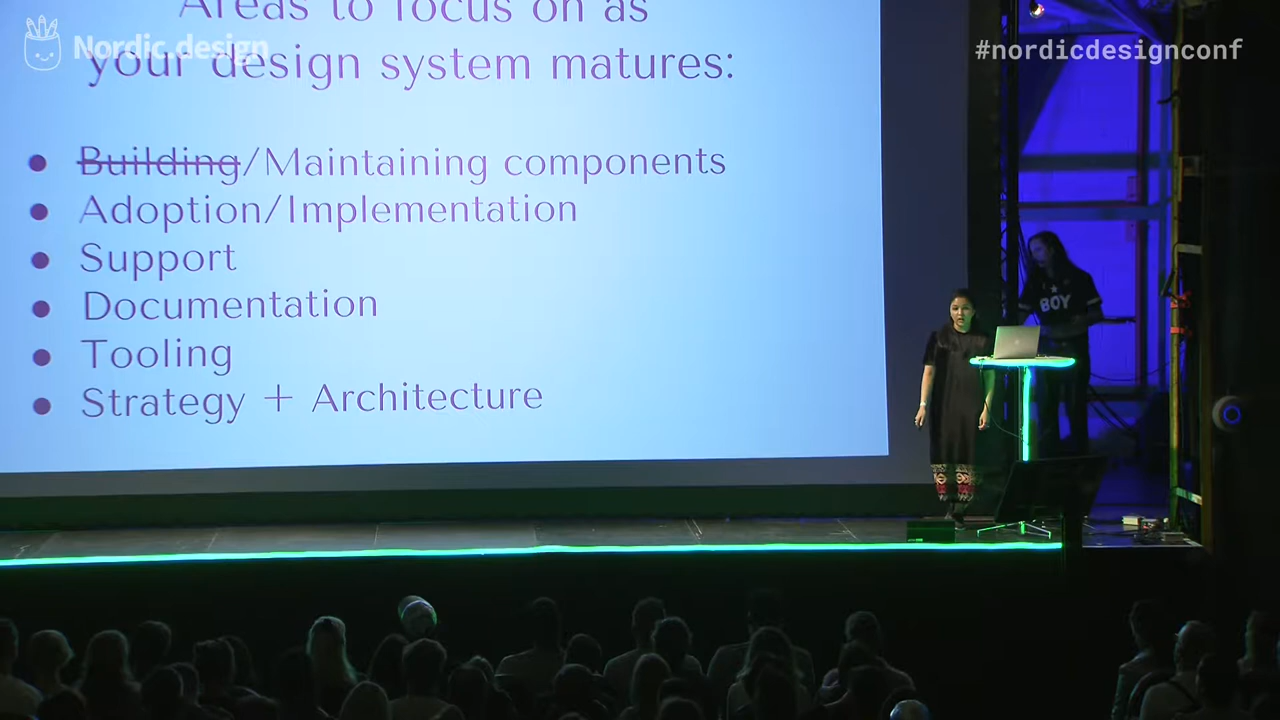 Areas to focus on as
Nordic.design
#nordicdesignconf
your design system matures:
Building/Maintaining components
Adoption/Implementation
Support
Documentation
Tooling
Strategy + Architecture
BOY